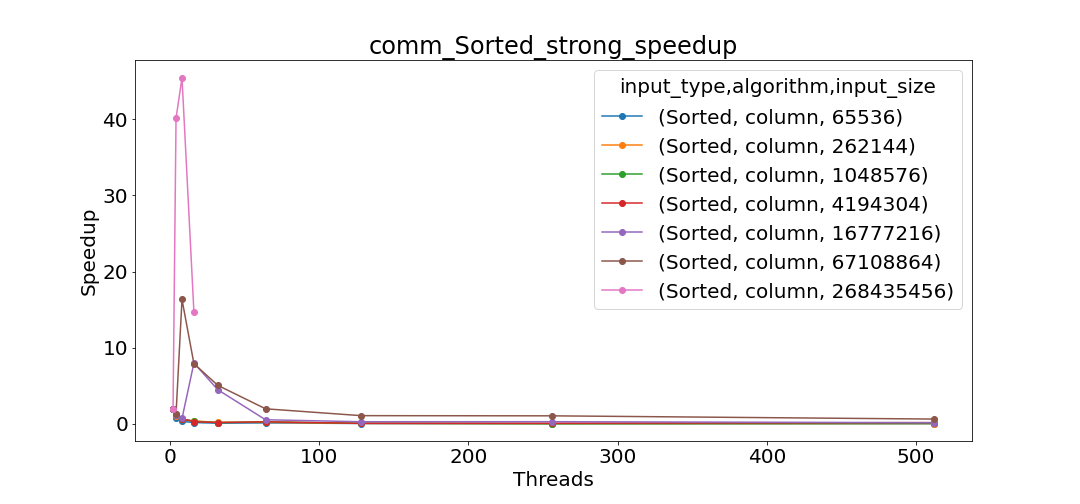 comm_Sorted_strong_speedup
input_type,algorithm,input_size
(Sorted, column, 65536)
(Sorted, column, 262144)
(Sorted, column, 1048576)
(Sorted, column, 4194304)
(Sorted, column, 16777216)
(Sorted, column, 67108864)
(Sorted, column, 268435456)
Speedup
40
30
20
10
0
0 100 200 300 400 500
Threads